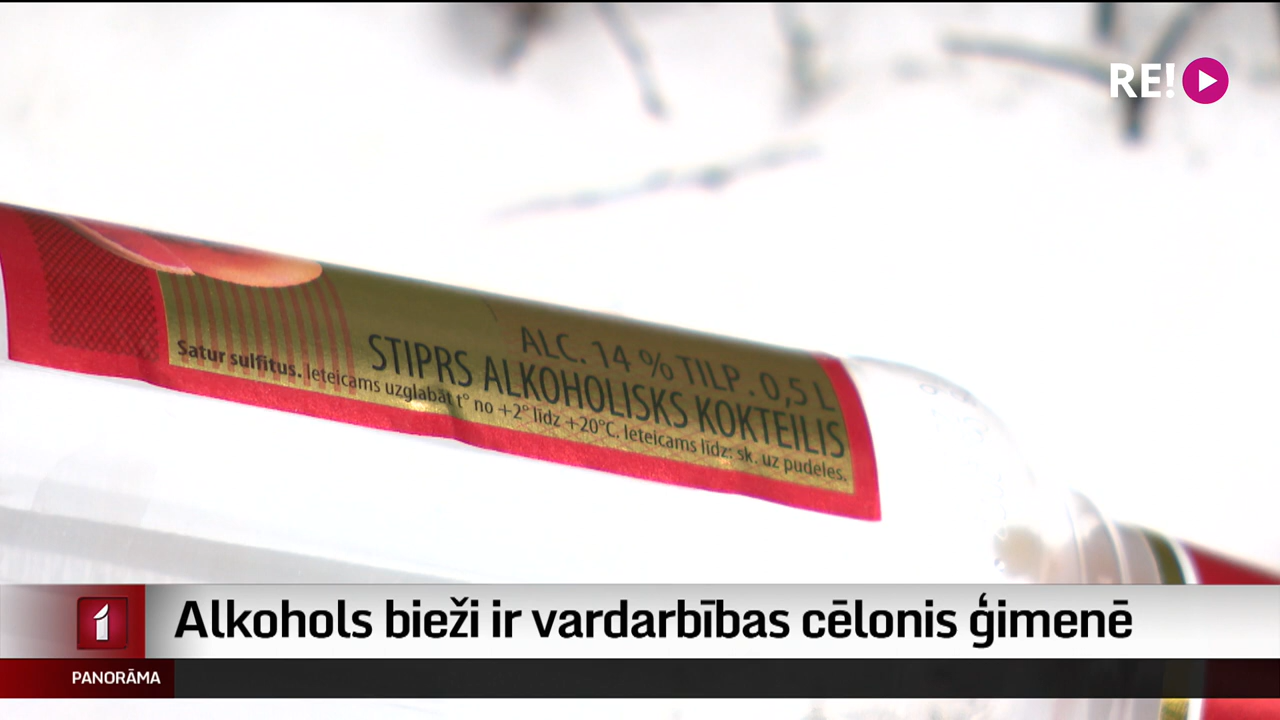 RE!
ALC. 14 % TILP. 0,5 L
STIPRS ALKOHOLISKS KOKTEILIS
Satur sulfitus. Ieteicams uzglabāt t° no +2° līdz +20°C. Ieteicams līdz: sk. uz pudeles.
1
Alkohols bieži ir vardarbības cēlonis ģimenē
PANORĀMA